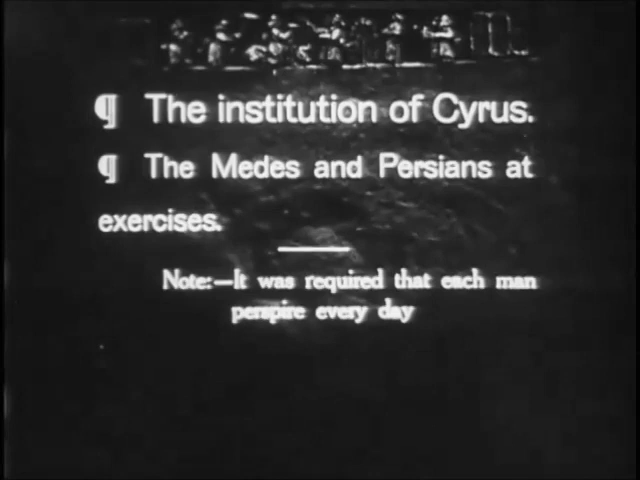 ¶ The institution of Cyrus.
¶ The Medes and Persians at
exercises.
Note:—It was required that each man
perspire every day